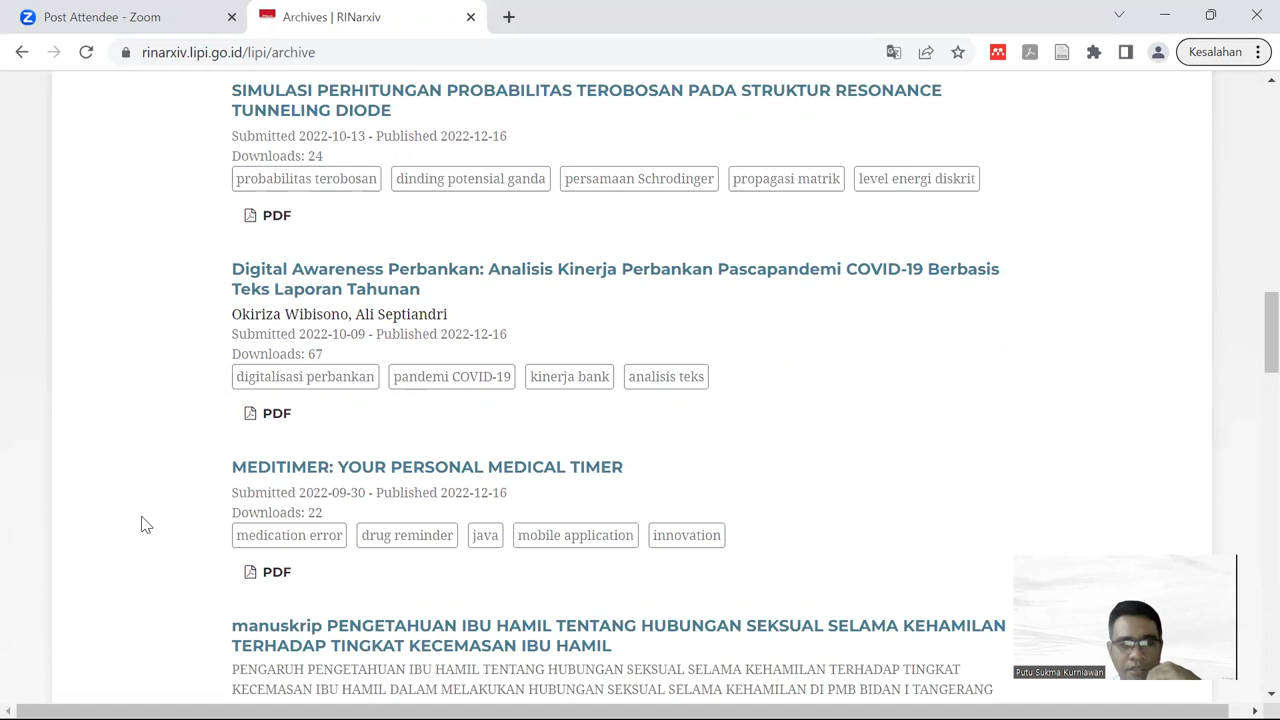 Post Attendee - Zoom
Archives | RINarxiv
rinarxiv.lipi.go.id/lipi/archive
Kesalahan
SIMULASI PERHITUNGAN PROBABILITAS TEROBOSAN PADA STRUKTUR RESONANCE
TUNNELING DIODE
Submitted 2022-10-13 - Published 2022-12-16
Downloads: 24
probabilitas terobosan dinding potensial ganda persamaan Schrodinger propagasi matrik level energi diskrit
PDF
Digital Awareness Perbankan: Analisis Kinerja Perbankan Pascapandemi COVID-19 Berbasis
Teks Laporan Tahunan
Okiriza Wibisono, Ali Septiandri
Submitted 2022-10-09 - Published 2022-12-16
Downloads: 67
digitalisasi perbankan pandemi COVID-19 kinerja bank analisis teks
PDF
MEDITIMER: YOUR PERSONAL MEDICAL TIMER
Submitted 2022-09-30 - Published 2022-12-16
Downloads: 22
medication error drug reminder java mobile application innovation
PDF
manuskrip PENGETAHUAN IBU HAMIL TENTANG HUBUNGAN SEKSUAL SELAMA KEHAMILAN
TERHADAP TINGKAT KECEMASAN IBU HAMIL
PENGARUH PENGETAHUAN IBU HAMIL TENTANG HUBUNGAN SEKSUAL SELAMA KEHAMILAN TERHADAP TINGKAT
KECEMASAN IBU HAMIL DALAM MELAKUKAN HUBUNGAN SEKSUAL SELAMA KEHAMILAN DI PMB BIDAN I TANGERANG
Putu Sukma Kurniawan